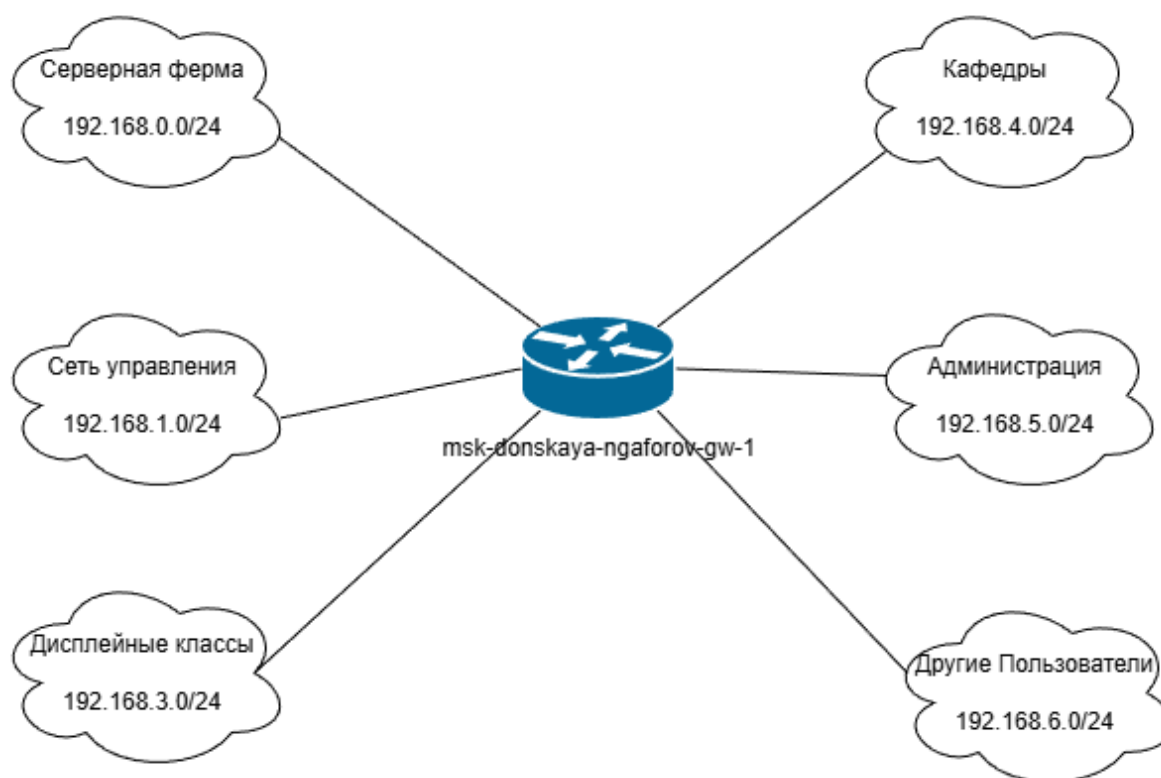 Серверная ферма
192.168.0.0/24
Кафедры
192.168.4.0/24
Сеть управления
192.168.1.0/24
Администрация
192.168.5.0/24
msk-donskaya-ngaforov-gw-1
Дисплейные классы
192.168.3.0/24
Другие Пользователи
192.168.6.0/24